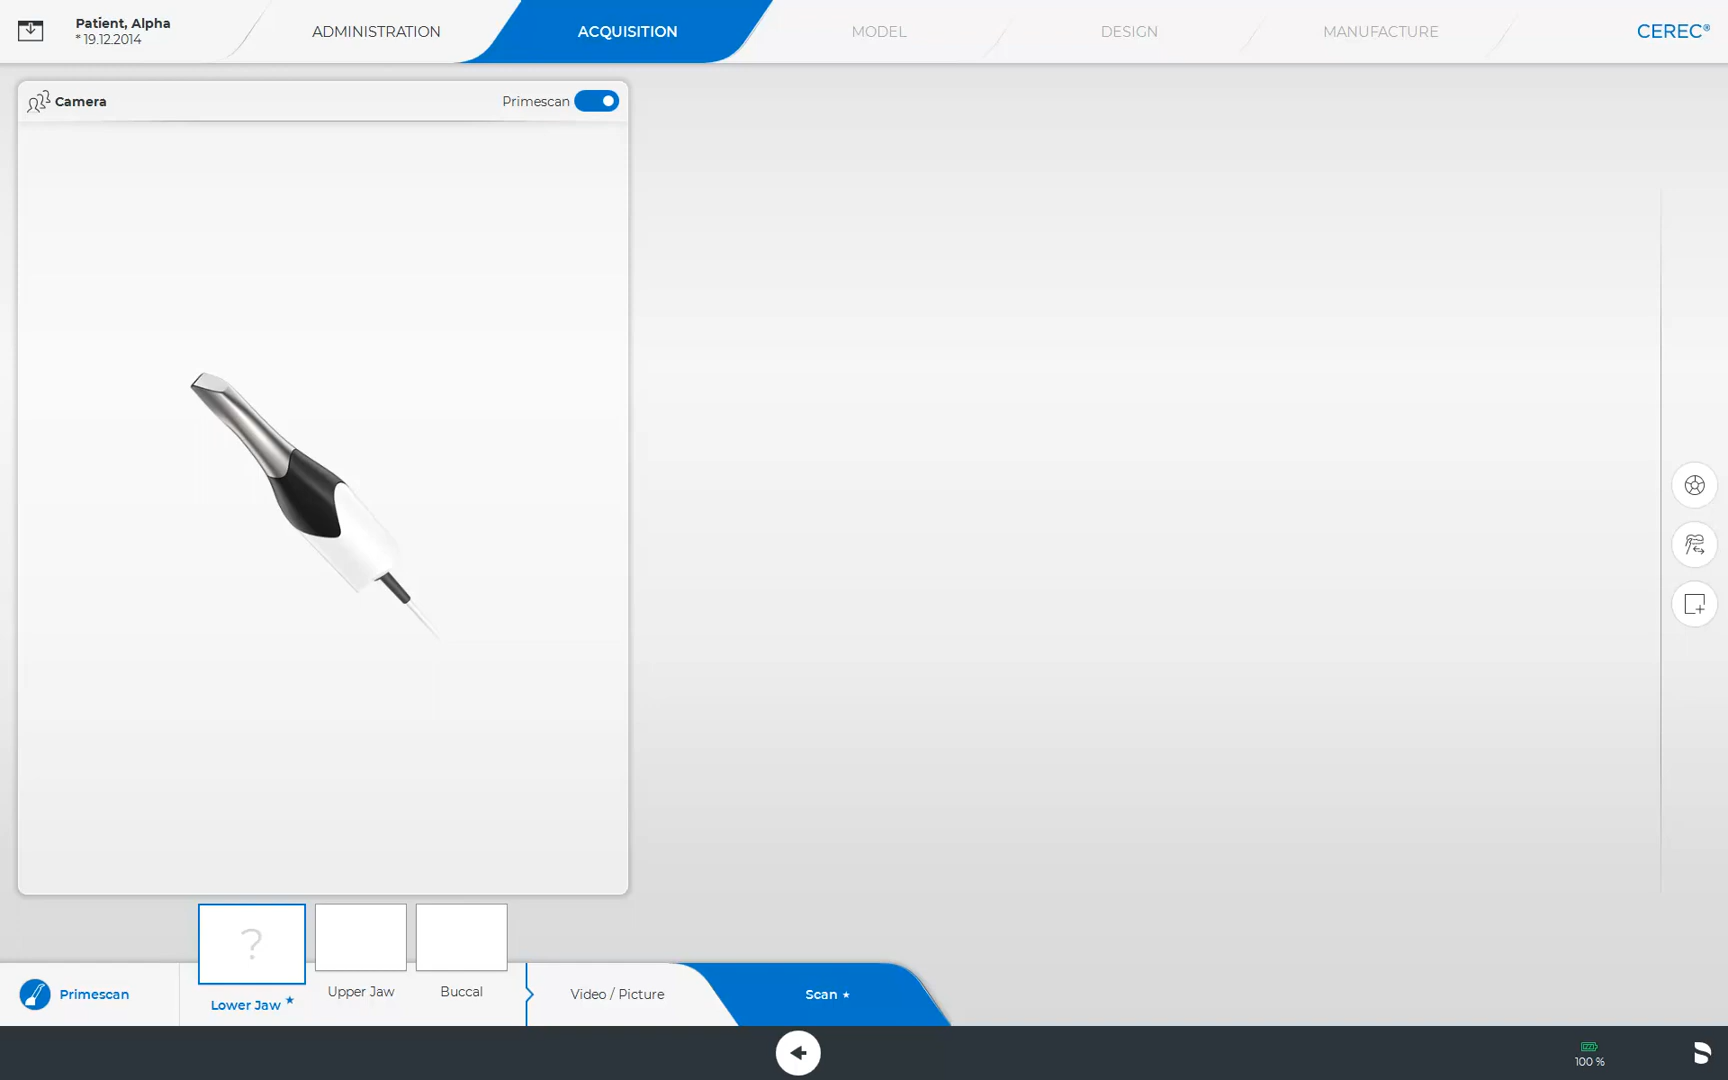 Patient, Alpha
* 19.12.2014
ADMINISTRATION
ACQUISITION
MODEL
DESIGN
MANUFACTURE
CEREC®
Camera
Primescan
?
Primescan
Lower Jaw ★
Upper Jaw
Buccal
Video / Picture
Scan ★
100 %